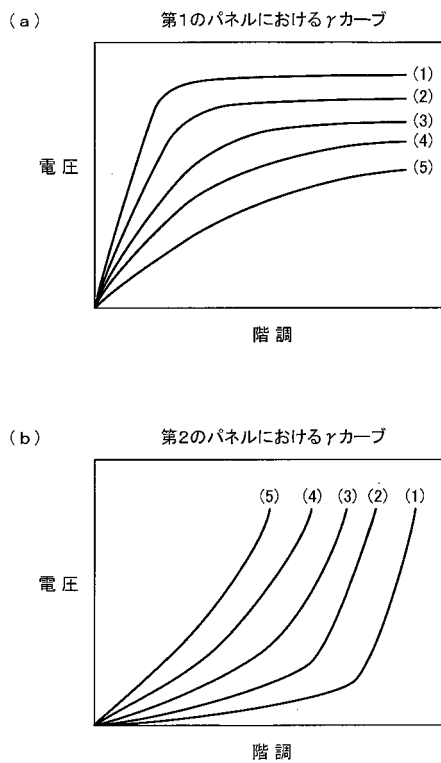 (a)
第1のパネルにおけるγカーブ
(1)
(2)
(3)
(4)
(5)
電圧
階調
(b)
第2のパネルにおけるγカーブ
(5) (4) (3) (2) (1)
電圧
階調